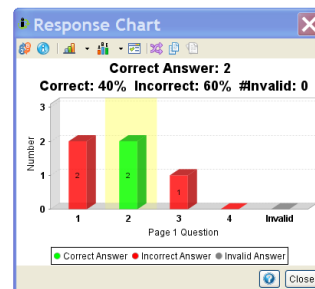 Response Chart
Correct Answer: 2
Correct: 40% Incorrect: 60% #Invalid: 0
3
2
1
0
Number
2
2
1
1 2 3 4 Invalid
Page 1 Question
Correct Answer Incorrect Answer Invalid Answer
? Close